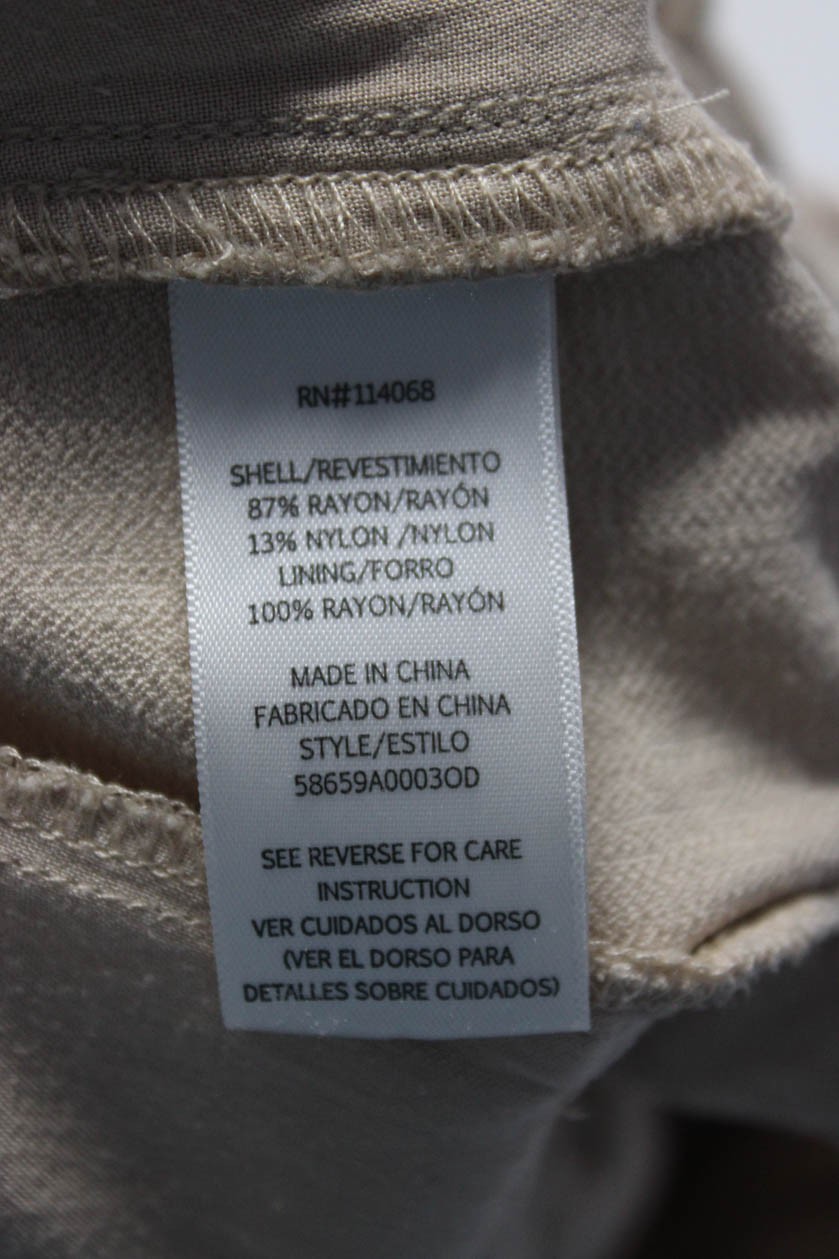 RN#114068
SHELL/REVESTIMIENTO
87% RAYON/RAYÓN
13% NYLON /NYLON
LINING/FORRO
100% RAYON/RAYÓN
MADE IN CHINA
FABRICADO EN CHINA
STYLE/ESTILO
58659A0003OD
SEE REVERSE FOR CARE
INSTRUCTION
VER CUIDADOS AL DORSO
(VER EL DORSO PARA
DETALLES SOBRE CUIDADOS)